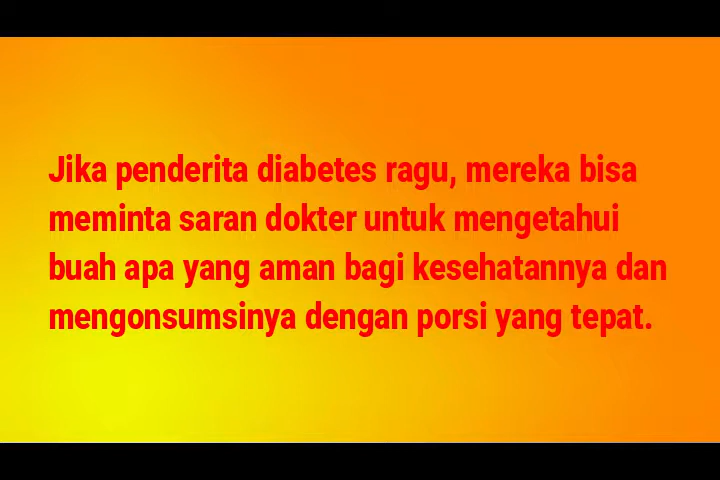 Jika penderita diabetes ragu, mereka bisa
meminta saran dokter untuk mengetahui
buah apa yang aman bagi kesehatannya dan
mengonsumsinya dengan porsi yang tepat.